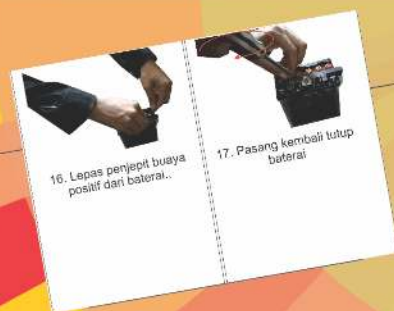 16. Lepas penjepit buaya
positif dari baterai..
17. Pasang kembali tutup
baterai